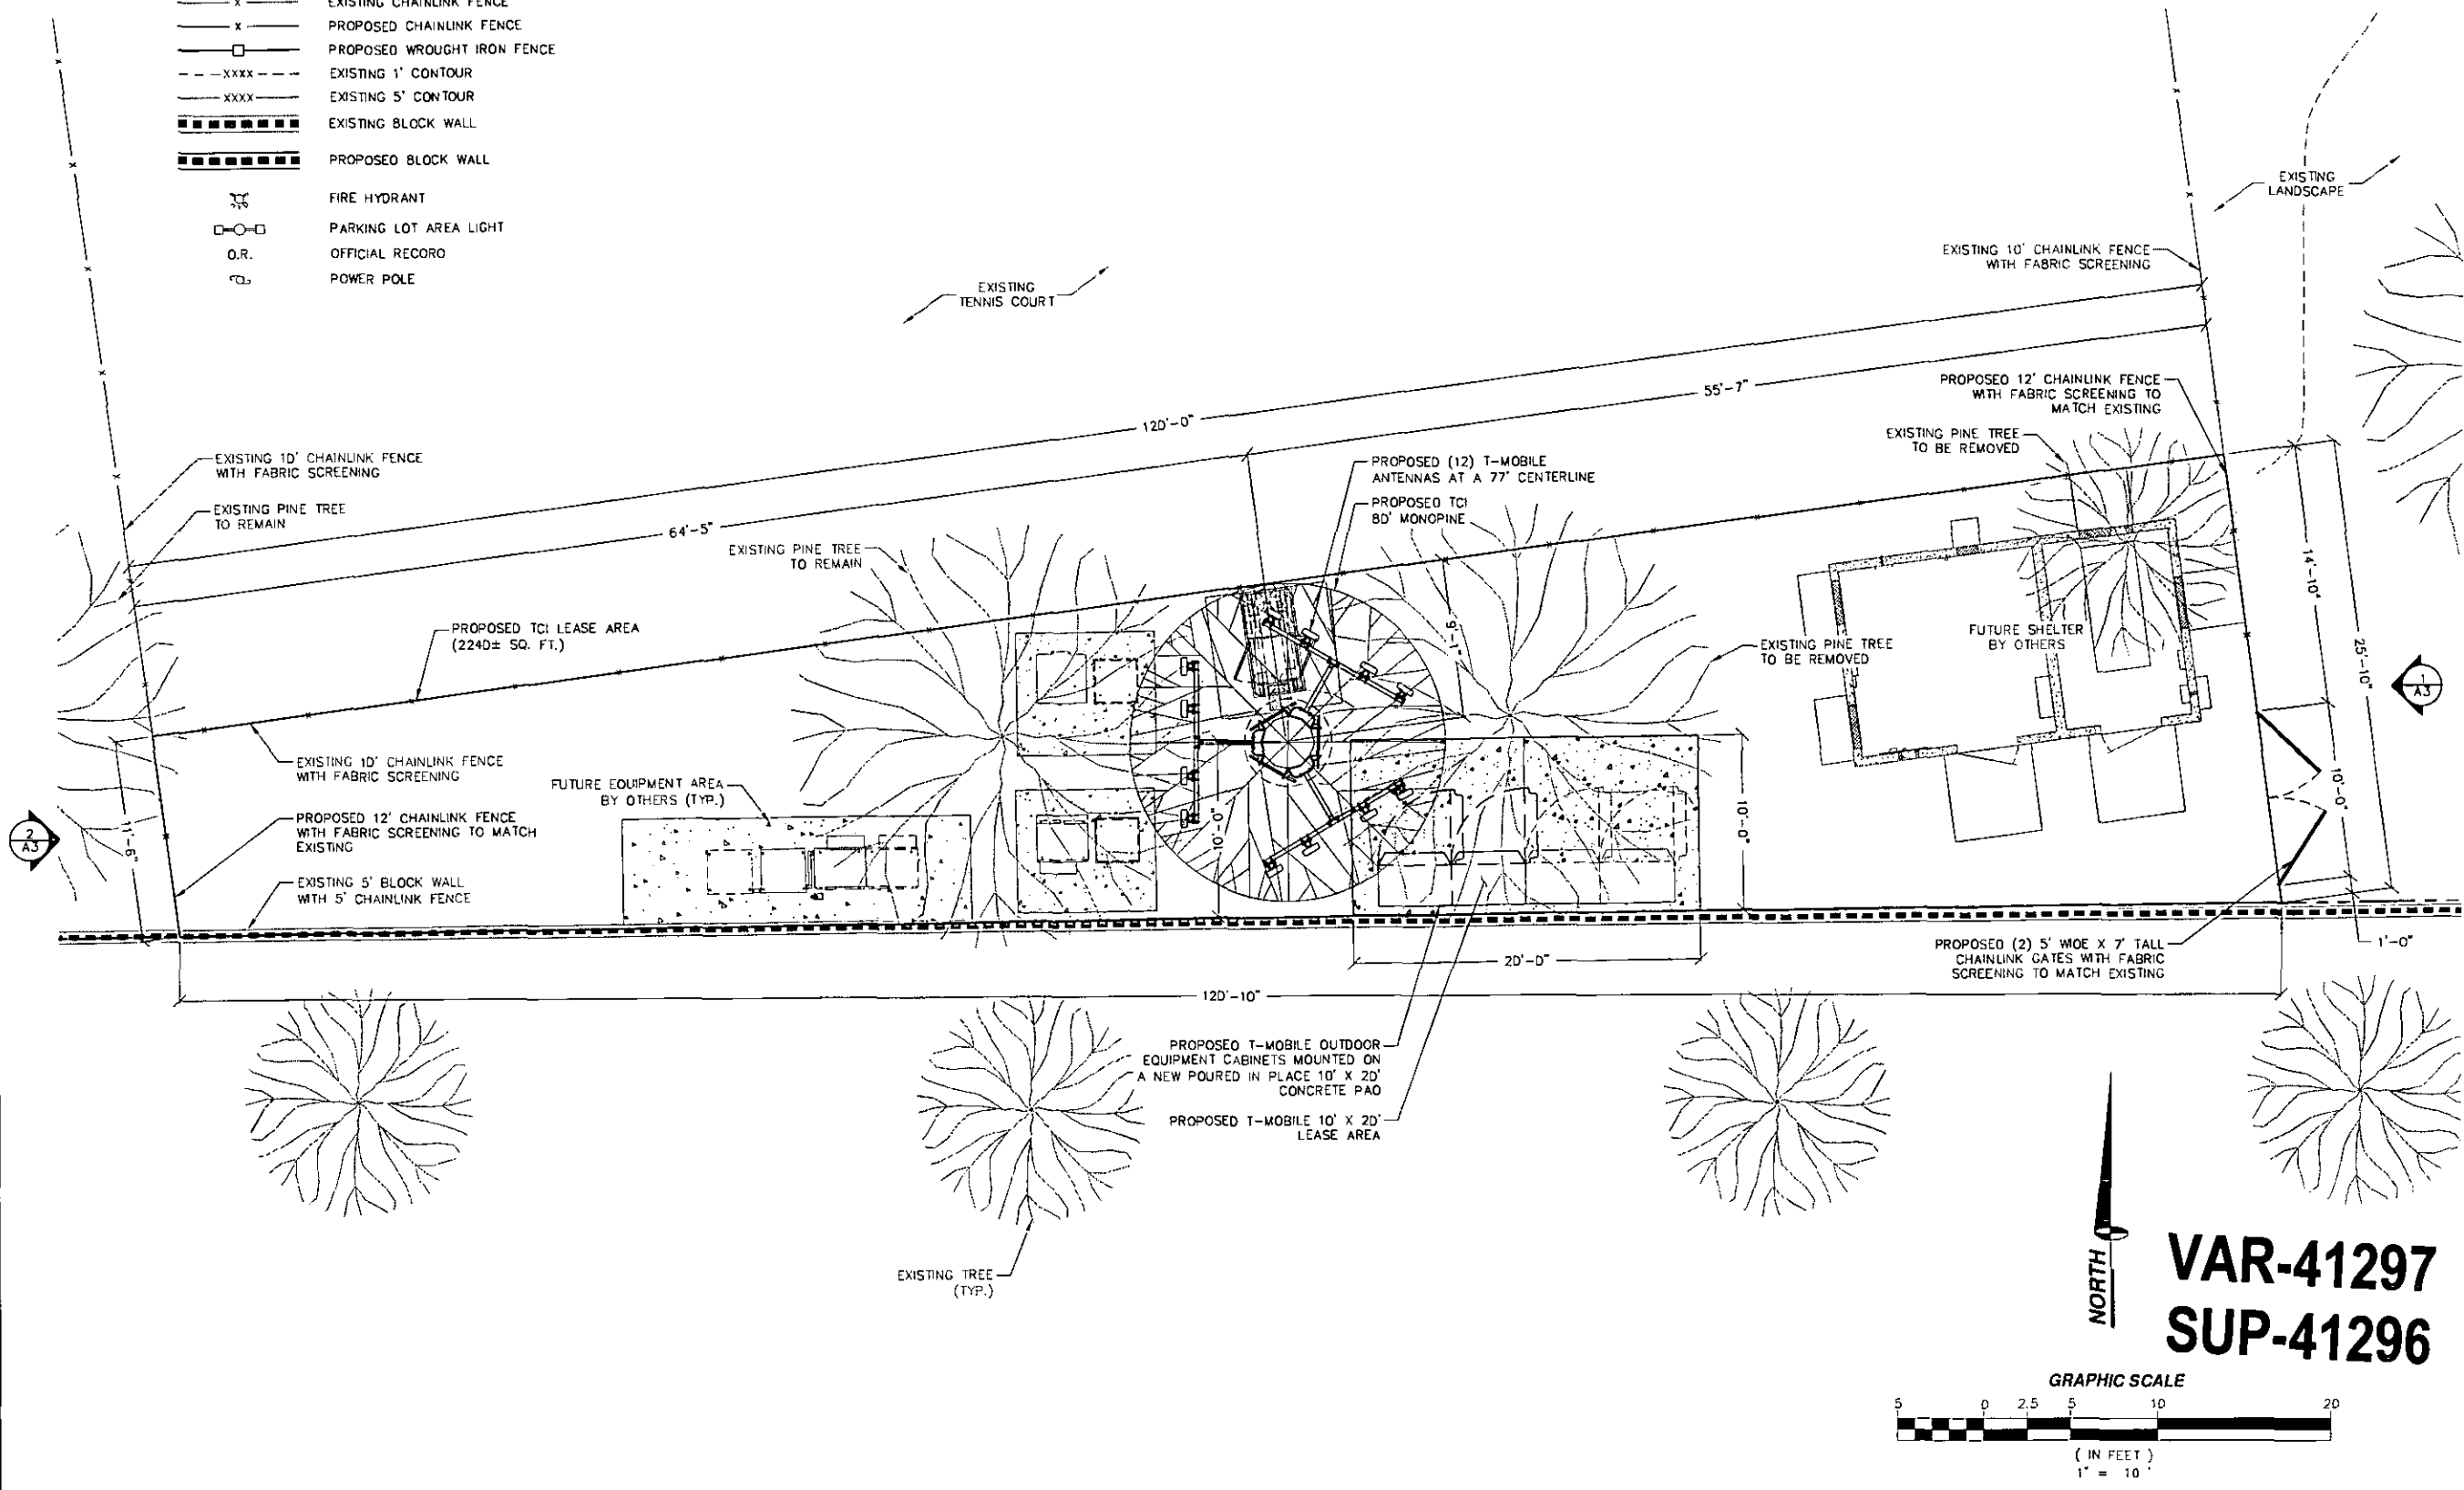 EXISTING CHAINLINK FENCE
x PROPOSED CHAINLINK FENCE
PROPOSED WROUGHT IRON FENCE
XXXX EXISTING 1' CONTOUR
XXXX EXISTING 5' CONTOUR
EXISTING BLOCK WALL
PROPOSED BLOCK WALL
FIRE HYDRANT
PARKING LOT AREA LIGHT
O.R. OFFICIAL RECORD
POWER POLE
EXISTING
LANDSCAPE
EXISTING 10' CHAINLINK FENCE
WITH FABRIC SCREENING
EXISTING
TENNIS COURT
120'-0"
55'-7"
64'-5"
PROPOSED 12' CHAINLINK FENCE
WITH FABRIC SCREENING TO
MATCH EXISTING
EXISTING PINE TREE
TO BE REMOVED
EXISTING 10' CHAINLINK FENCE
WITH FABRIC SCREENING
EXISTING PINE TREE
TO REMAIN
PROPOSED (12) T-MOBILE
ANTENNAS AT A 77' CENTERLINE
PROPOSED TCI
80' MONOPINE
EXISTING PINE TREE
TO REMAIN
PROPOSED TCI LEASE AREA
(2240± SQ. FT.)
EXISTING PINE TREE
TO BE REMOVED
FUTURE SHELTER
BY OTHERS
14'-10"
25'-10"
10'-0"
1
A3
EXISTING 10' CHAINLINK FENCE
WITH FABRIC SCREENING
FUTURE EQUIPMENT AREA
BY OTHERS (TYP.)
PROPOSED 12' CHAINLINK FENCE
WITH FABRIC SCREENING TO MATCH
EXISTING
2
A3
11'-6"
10'-0"
10'-0"
EXISTING 5' BLOCK WALL
WITH 5' CHAINLINK FENCE
20'-0"
1'-0"
PROPOSED (2) 5' WIDE X 7' TALL
CHAINLINK GATES WITH FABRIC
SCREENING TO MATCH EXISTING
120'-10"
PROPOSED T-MOBILE OUTDOOR
EQUIPMENT CABINETS MOUNTED ON
A NEW POURED IN PLACE 10' X 20'
CONCRETE PAD
PROPOSED T-MOBILE 10' X 20'
LEASE AREA
EXISTING TREE
(TYP.)
NORTH
VAR-41297
SUP-41296
GRAPHIC SCALE
5 0 2.5 5 10 20
( IN FEET )
1" = 10'